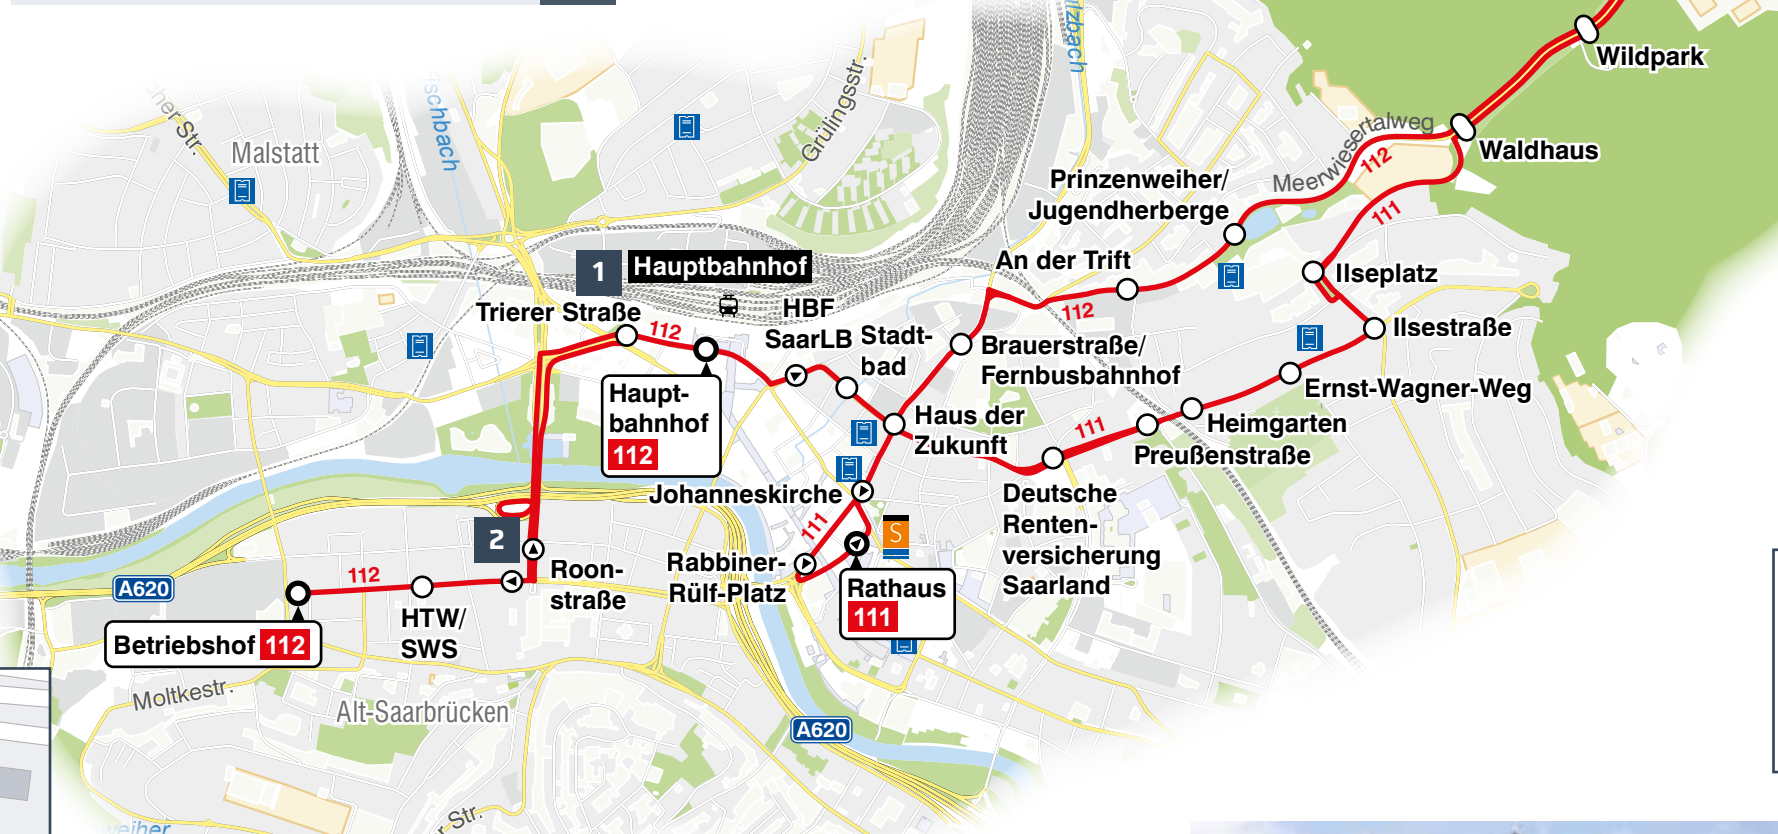 Wildpark
Meerwiesertalweg
112
Waldhaus
Grülingsstr.
Malstatt
Prinzenweiher/
Jugendherberge
111
An der Trift
1
Hauptbahnhof
Ilseplatz
Trierer Straße
112
HBF
SaarLB
Stadt-
bad
112
Ilsestraße
Brauerstraße/
Fernbusbahnhof
Ernst-Wagner-Weg
Haupt-
bahnhof
112
Haus der
Zukunft
111
Heimgarten
Preußenstraße
Johanneskirche
111
Deutsche
Renten-
versicherung
Saarland
2
S
Roon-
straße
Rabbiner-
Rülf-Platz
Rathaus
111
A620
112
HTW/
SWS
Betriebshof 112
Moltkestr.
Alt-Saarbrücken
A620
Str.